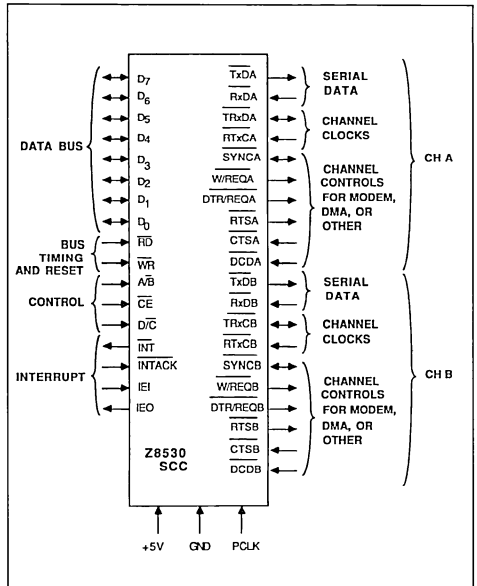 DATA BUS
D7
D6
D5
D4
D3
D2
D1
D0
BUS
TIMING
AND RESET
RD
WR
CONTROL
A/B
CE
D/C
INTERRUPT
INT
INTACK
IEI
IEO
TxDA
RxDA
TRxDA
RTxCA
SYNCA
W/REQA
DTR/REQA
RTSA
CTSA
DCDA
TxDB
RxDB
TRxCB
RTxCB
SYNCB
W/REQB
DTR/REQB
RTSB
CTSB
DCDB
Z8530
SCC
SERIAL
DATA
CHANNEL
CLOCKS
CHANNEL
CONTROLS
FOR MODEM,
DMA, OR
OTHER
CH A
SERIAL
DATA
CHANNEL
CLOCKS
CHANNEL
CONTROLS
FOR MODEM,
DMA, OR
OTHER
CH B
+5V
GND
PCLK